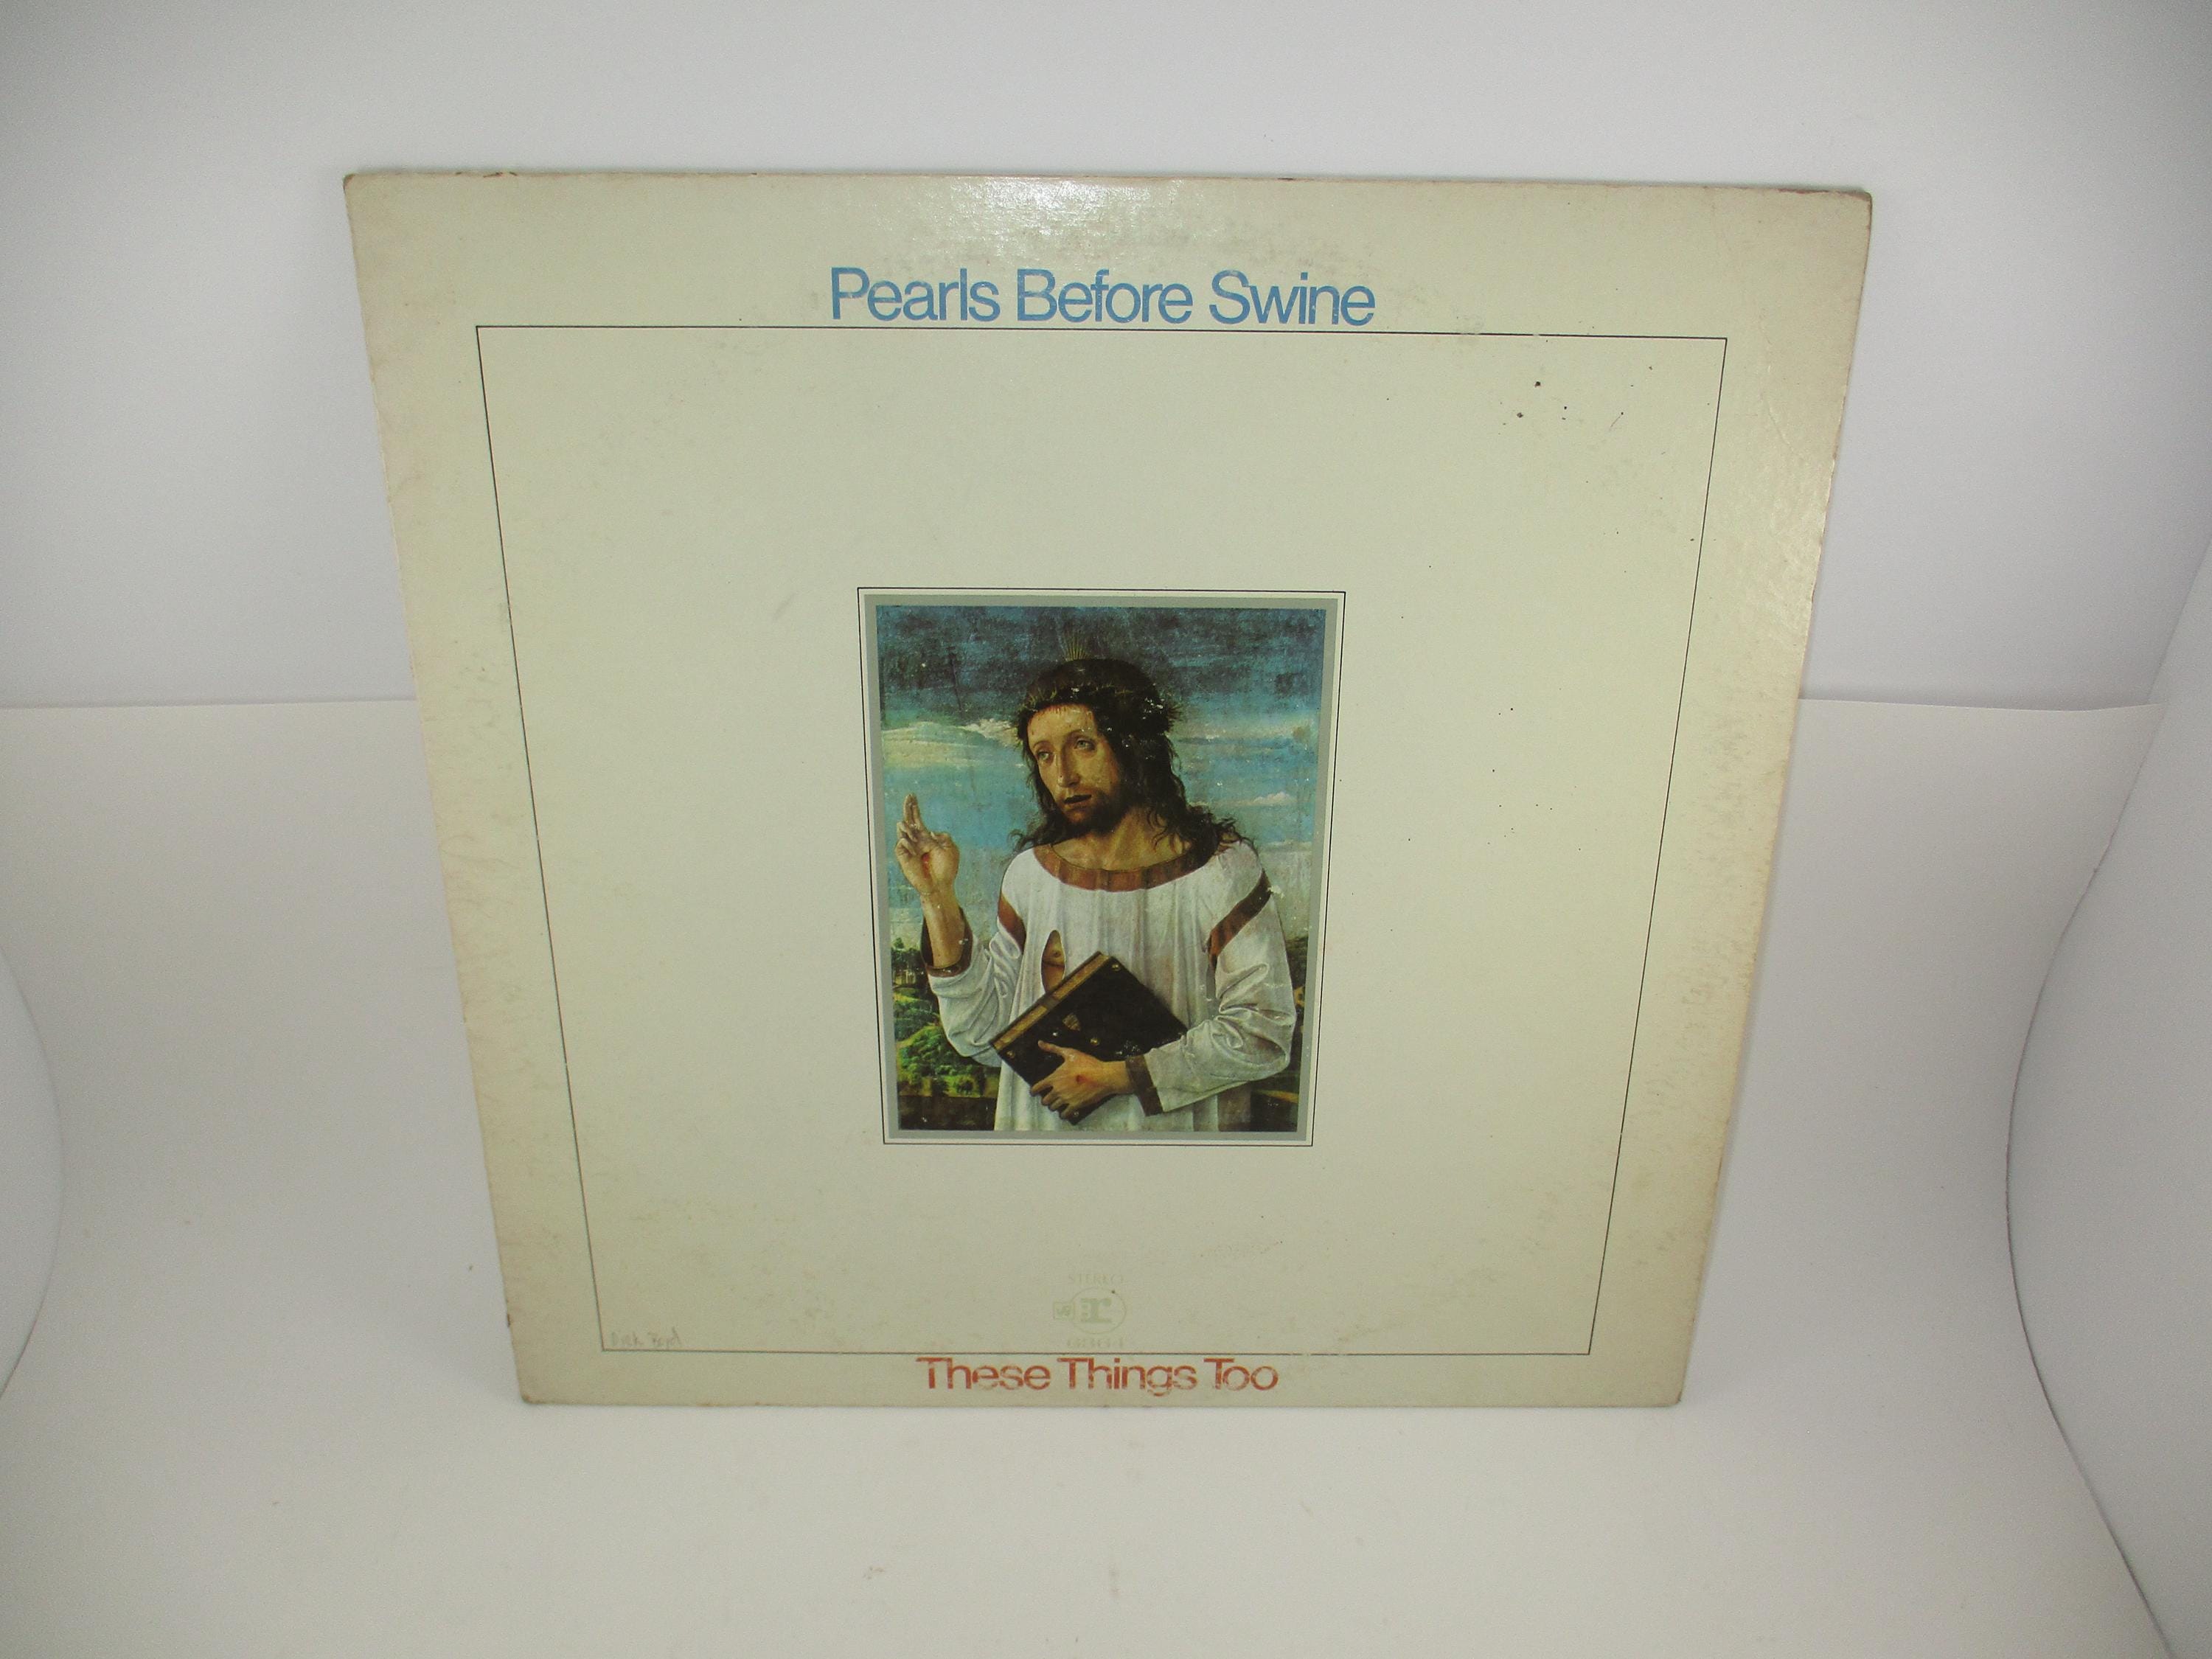 Pearls Before Swine
STEREO
These Things Too